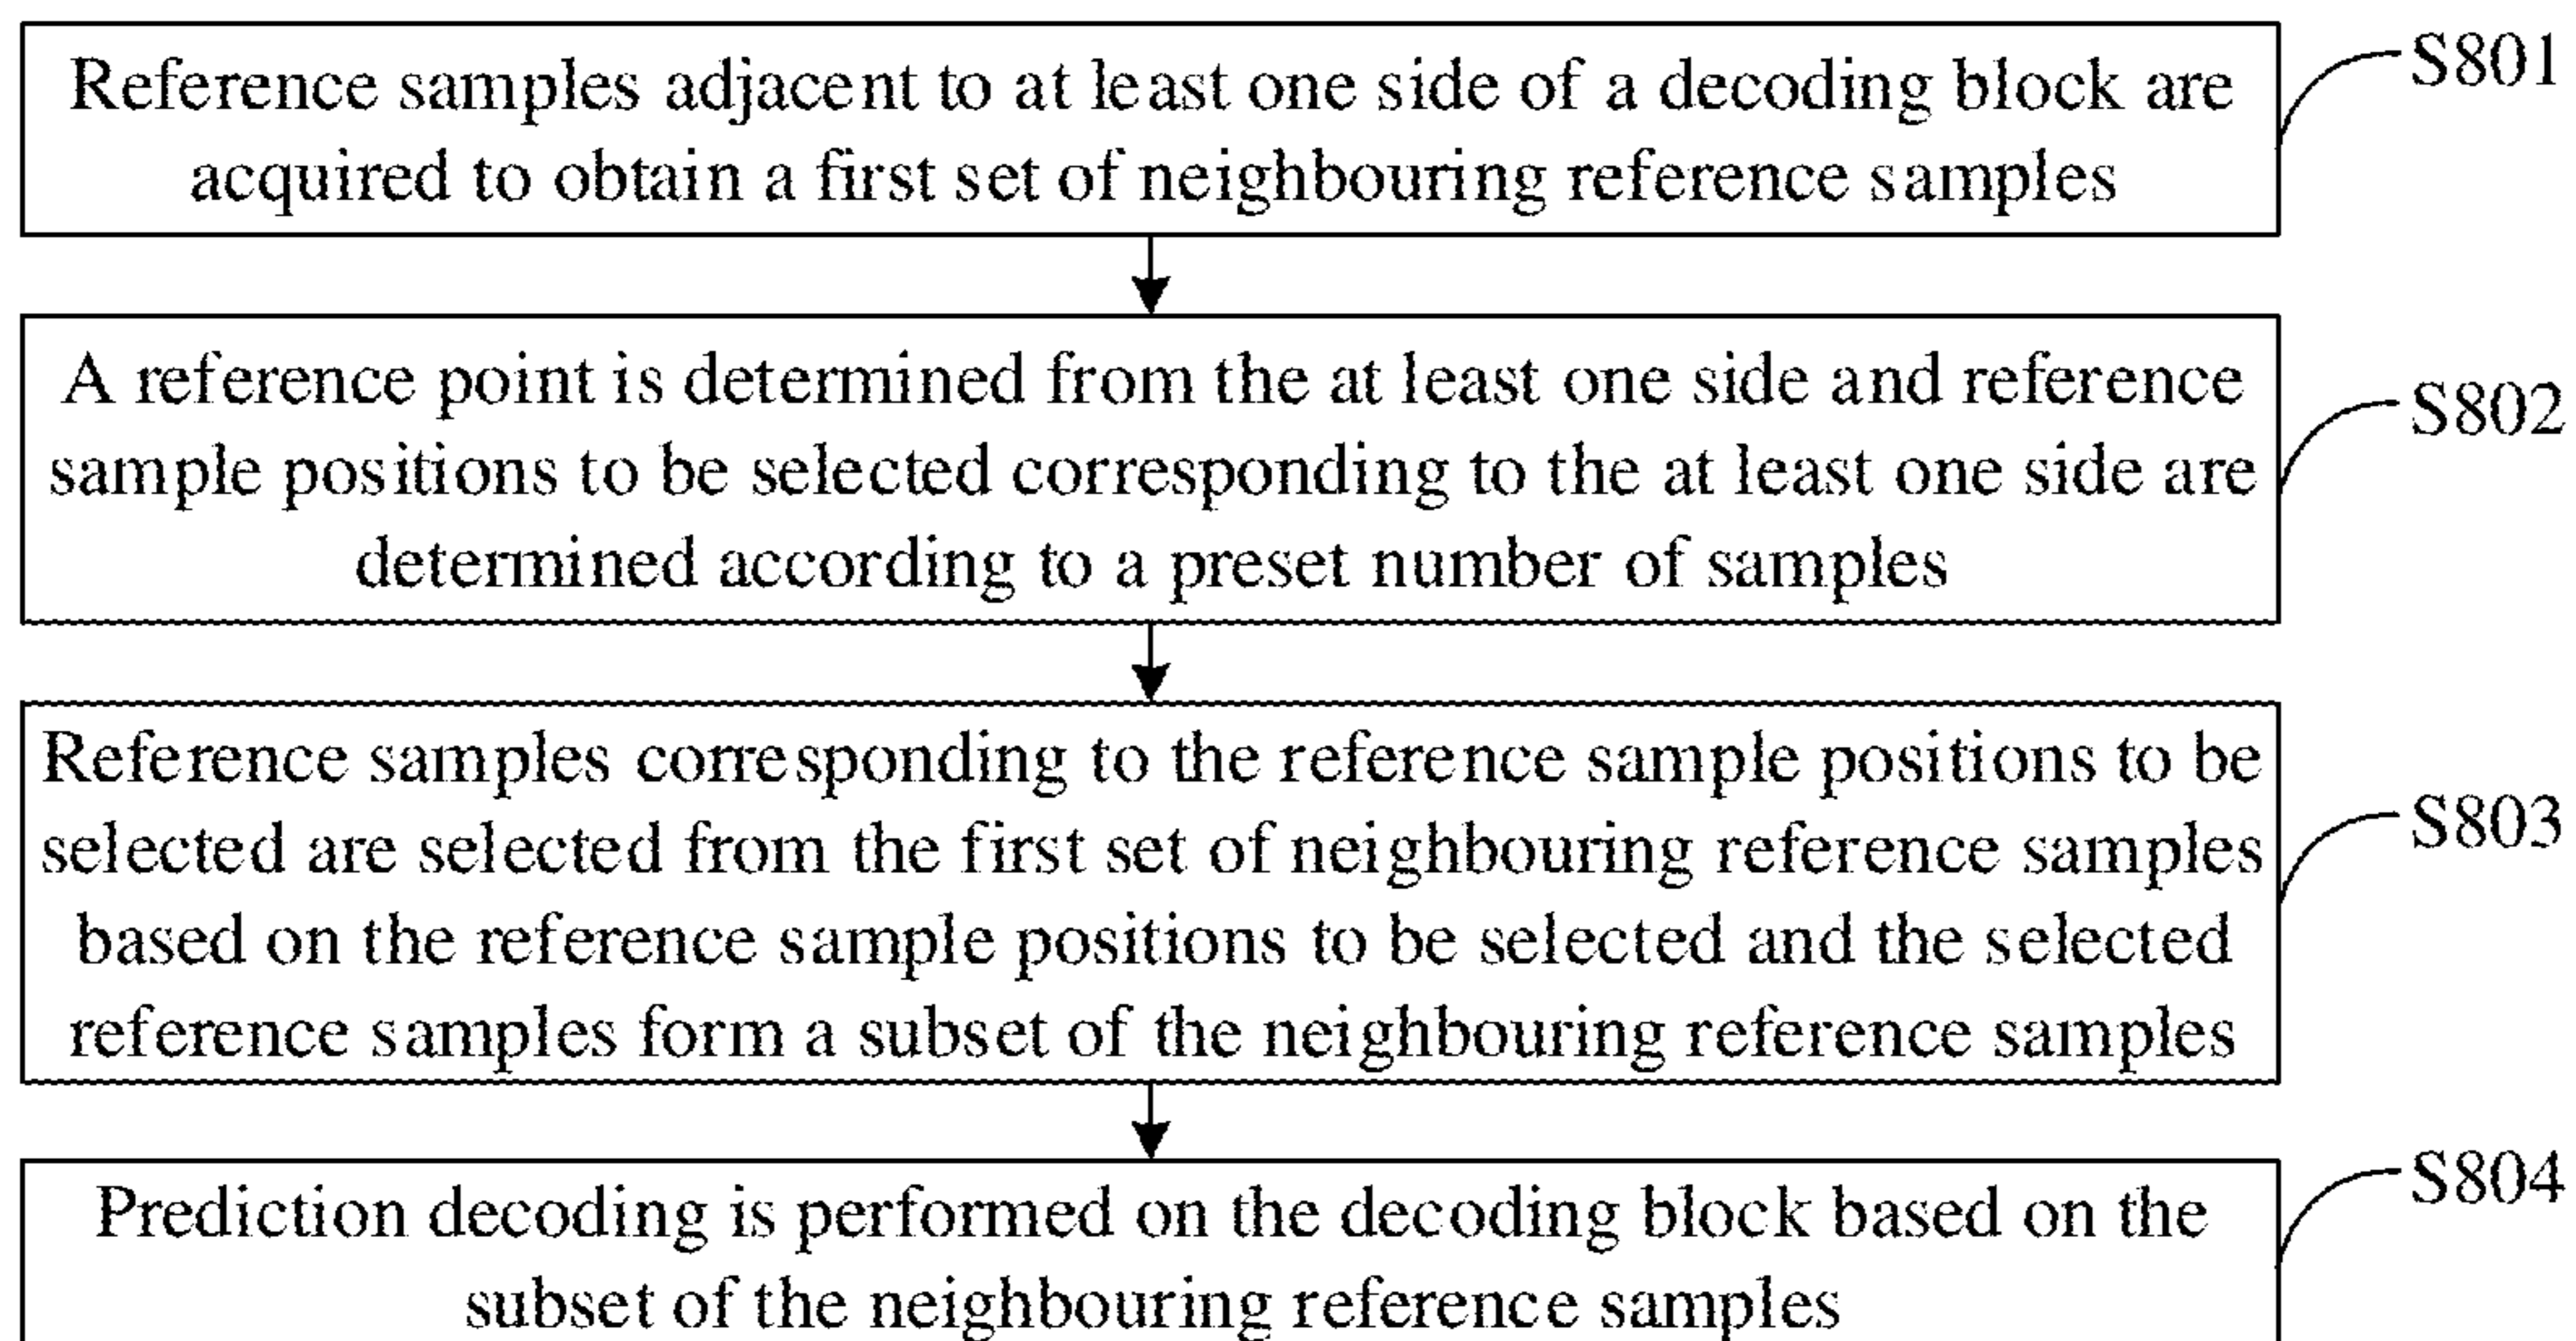 Reference samples adjacent to at least one side of a decoding block are
acquired to obtain a first set of neighbouring reference samples
S801
A reference point is determined from the at least one side and reference
sample positions to be selected corresponding to the at least one side are
determined according to a preset number of samples
S802
Reference samples corresponding to the reference sample positions to be
selected are selected from the first set of neighbouring reference samples
based on the reference sample positions to be selected and the selected
reference samples form a subset of the neighbouring reference samples
S803
Prediction decoding is performed on the decoding block based on the
subset of the neighbouring reference samples
S804